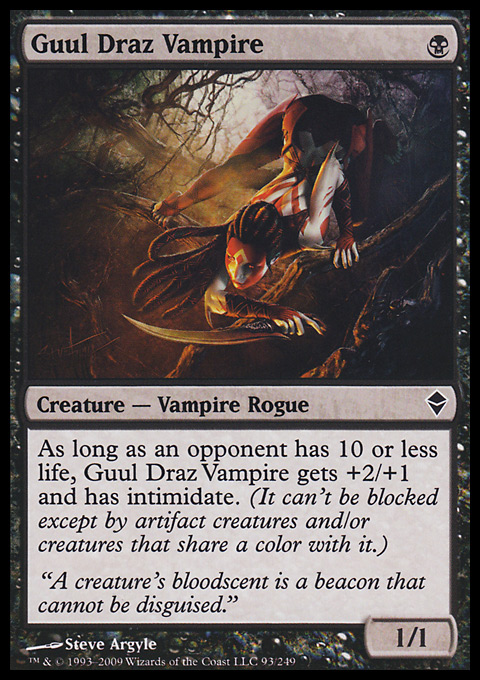 Guul Draz Vampire
Creature — Vampire Rogue
As long as an opponent has 10 or less
life, Guul Draz Vampire gets +2/+1
and has intimidate. (It can't be blocked
except by artifact creatures and/or
creatures that share a color with it.)
"A creature's bloodscent is a beacon that
cannot be disguised."
Steve Argyle
1/1
™ & © 1993–2009 Wizards of the Coast LLC 93/249